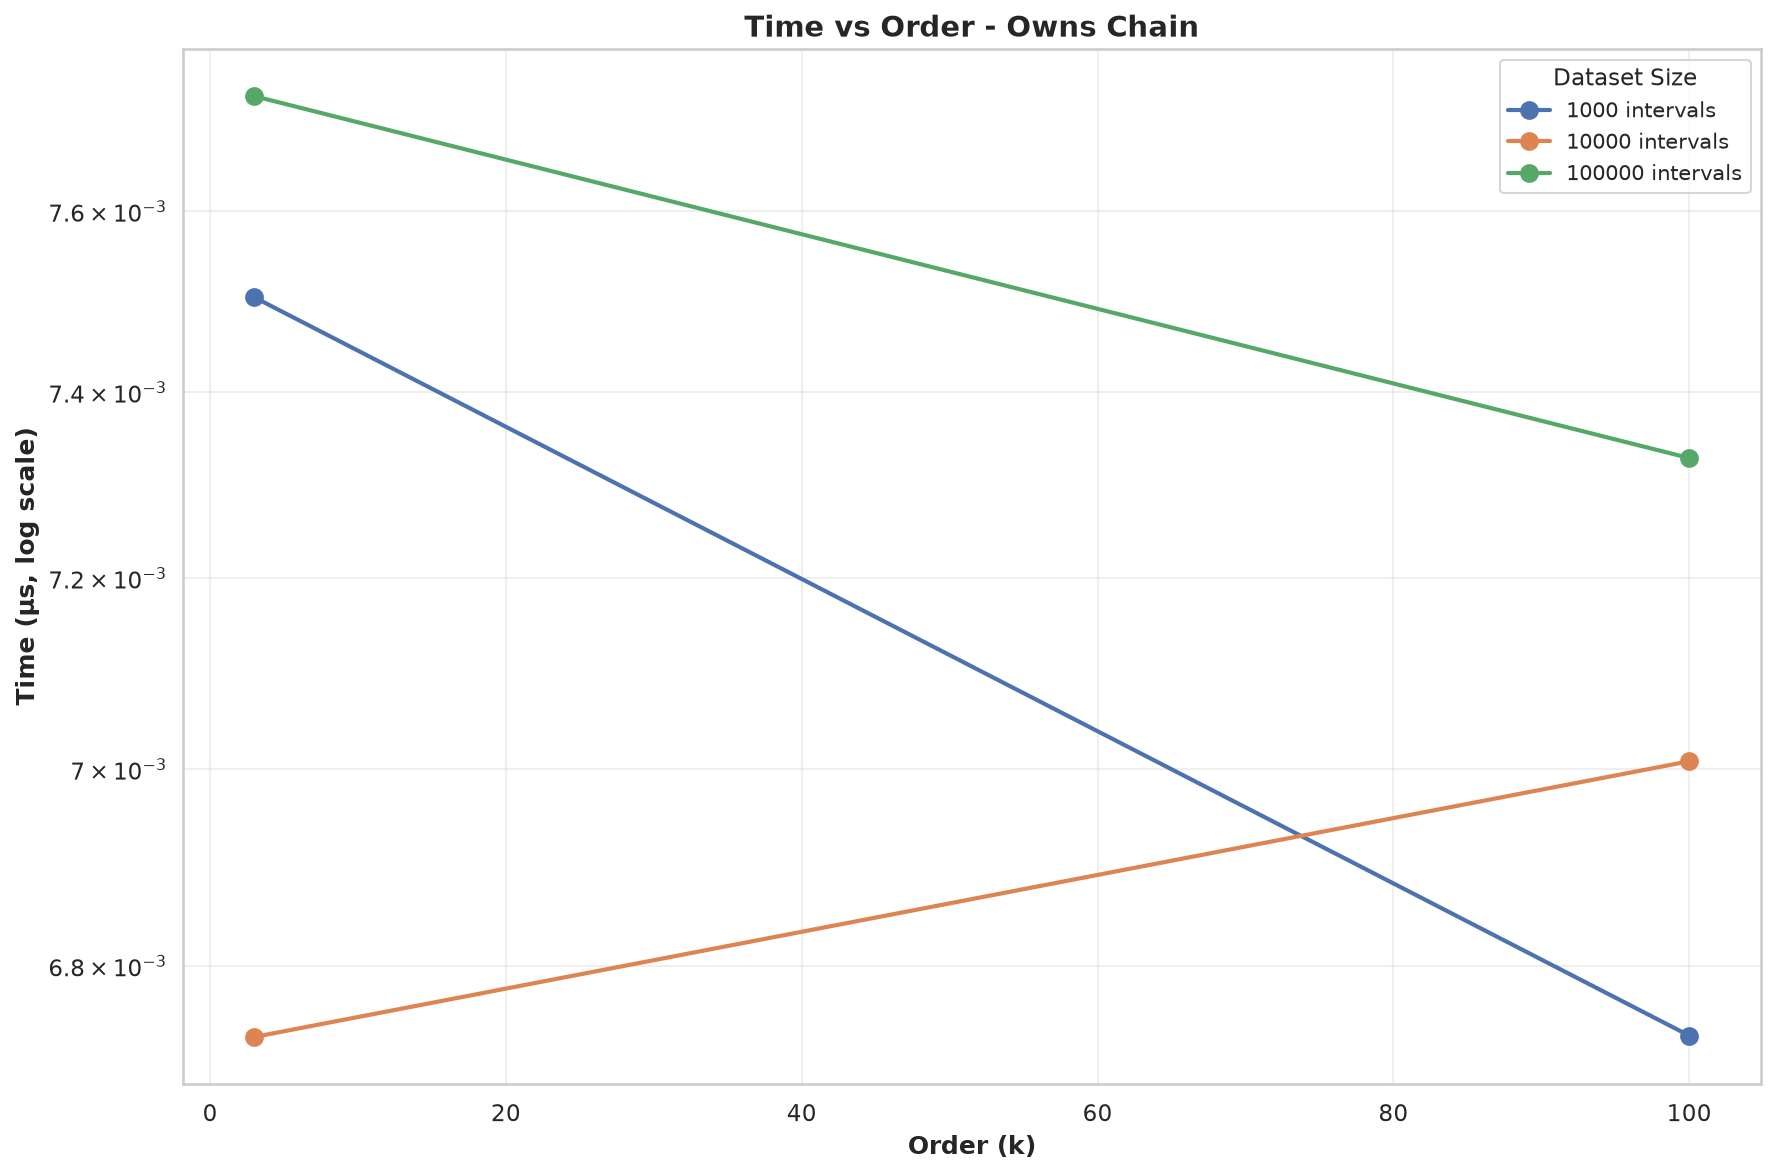 Time vs Order - Owns Chain
Dataset Size
1000 intervals
10000 intervals
100000 intervals
7.6 × 10⁻³
7.4 × 10⁻³
7.2 × 10⁻³
7 × 10⁻³
6.8 × 10⁻³
Time (µs, log scale)
0 20 40 60 80 100
Order (k)